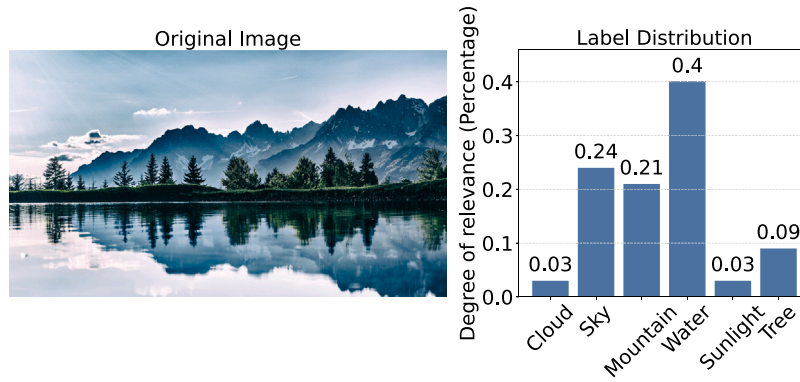 Original Image
Label Distribution
Degree of relevance (Percentage)
0.4
0.3
0.2
0.1
0.0
0.03
0.24
0.21
0.4
0.03
0.09
Cloud
Sky
Mountain
Water
Sunlight
Tree